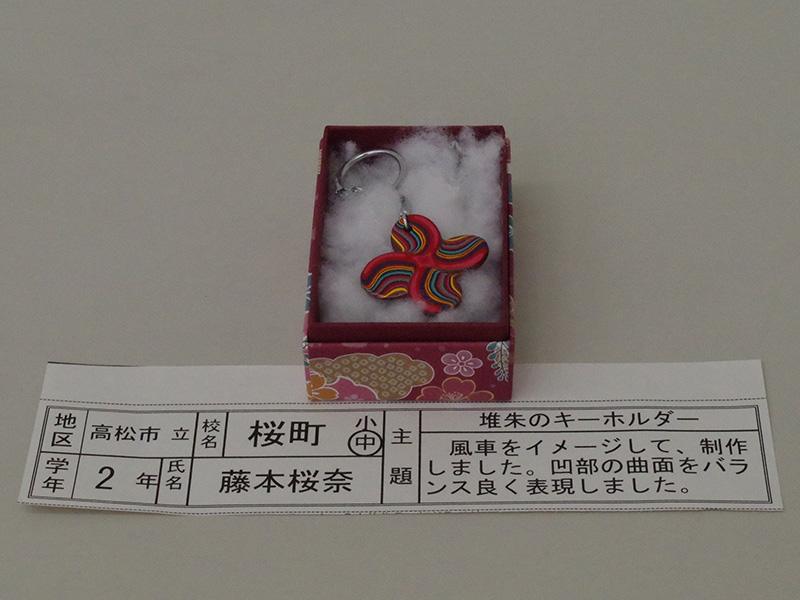 地区 高松市 立 校名 桜町 小 中 主題 堆朱のキーホルダー
学年 2 年 氏名 藤本桜奈
風車をイメージして、制作
しました。凹部の曲面をバラ
ンス良く表現しました。